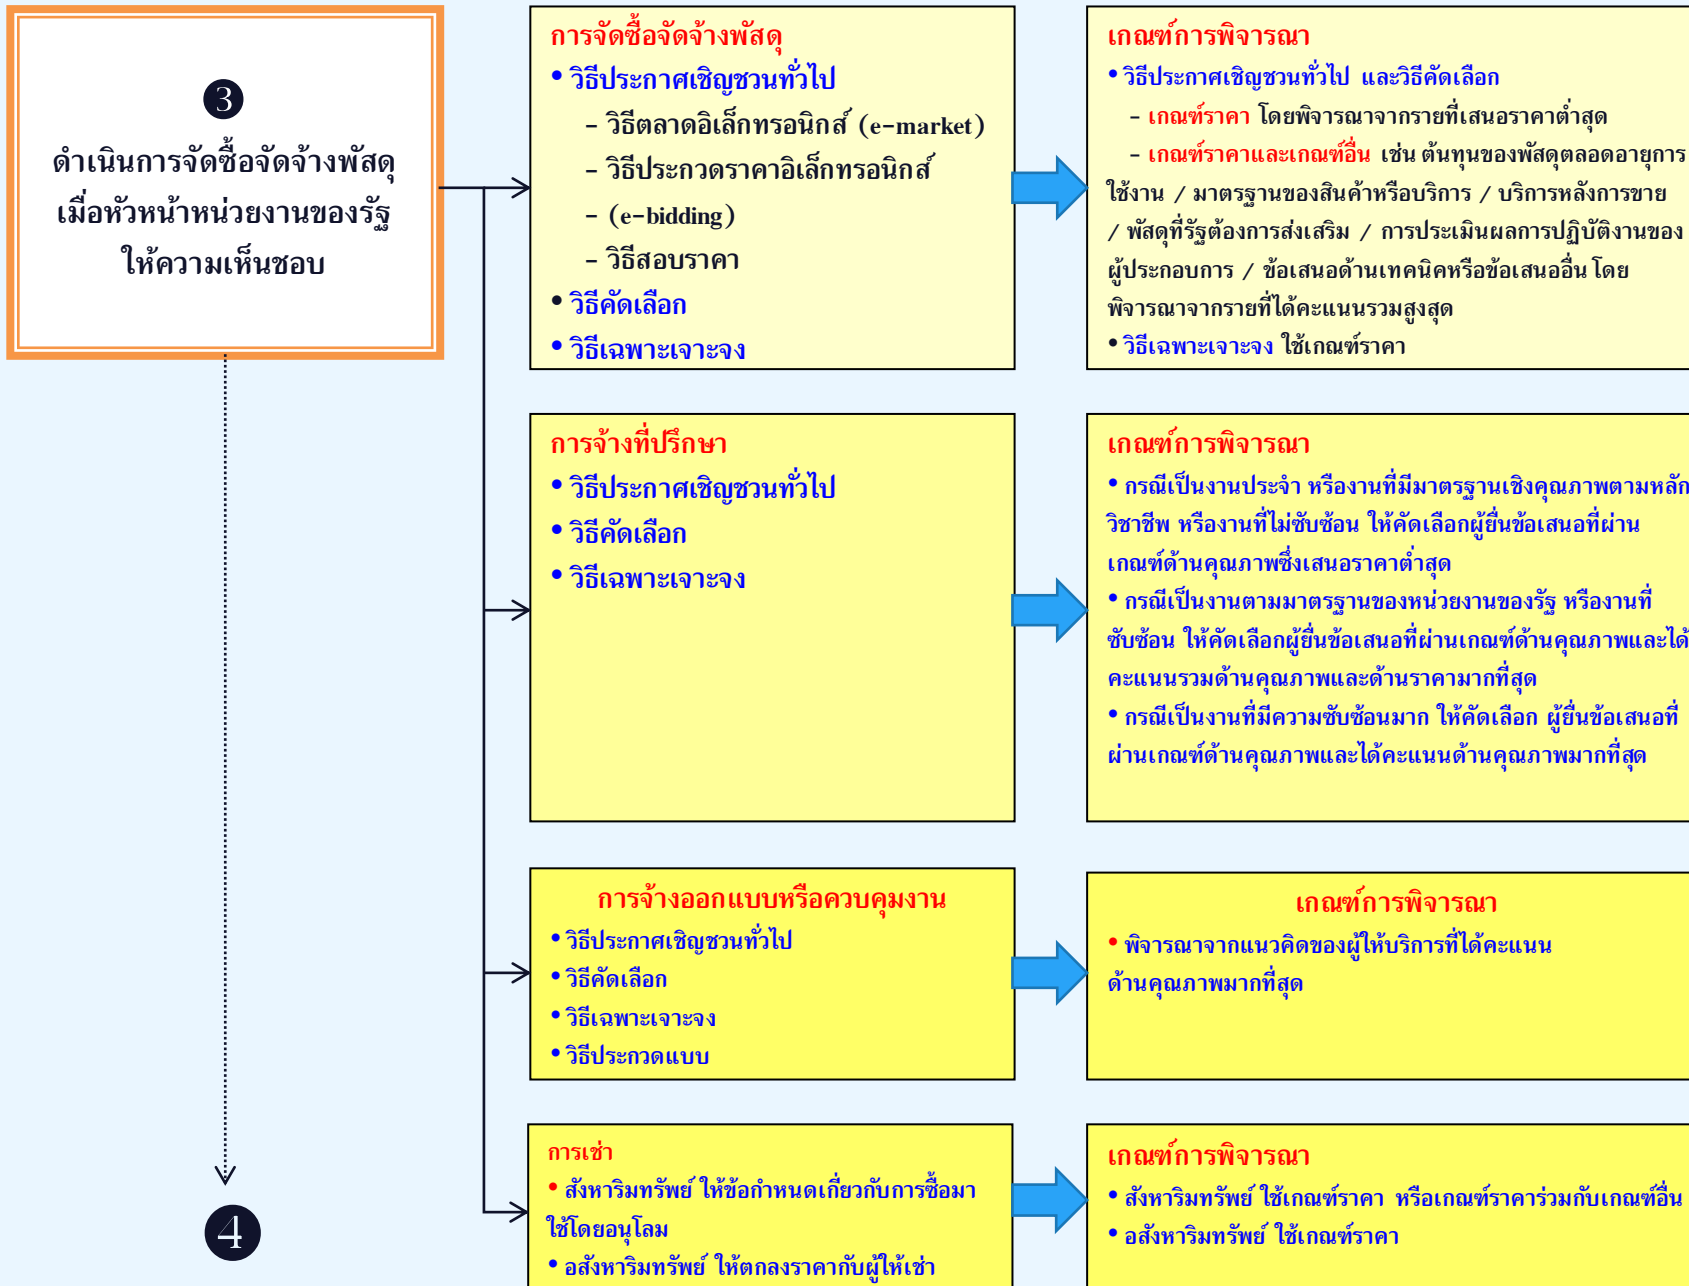 3
ดำเนินการจัดซื้อจัดจ้างพัสดุ
เมื่อหัวหน้าหน่วยงานของรัฐ
ให้ความเห็นชอบ
4
การจัดซื้อจัดจ้างพัสดุ
• วิธีประกาศเชิญชวนทั่วไป
– วิธีตลาดอิเล็กทรอนิกส์ (e-market)
– วิธีประกวดราคาอิเล็กทรอนิกส์
– (e-bidding)
– วิธีสอบราคา
• วิธีคัดเลือก
• วิธีเฉพาะเจาะจง
เกณฑ์การพิจารณา
• วิธีประกาศเชิญชวนทั่วไป และวิธีคัดเลือก
– เกณฑ์ราคา โดยพิจารณาจากรายที่เสนอราคาต่ำสุด
– เกณฑ์ราคาและเกณฑ์อื่น เช่น ต้นทุนของพัสดุตลอดอายุการ
ใช้งาน / มาตรฐานของสินค้าหรือบริการ / บริการหลังการขาย
/ พัสดุที่รัฐต้องการส่งเสริม / การประเมินผลการปฏิบัติงานของ
ผู้ประกอบการ / ข้อเสนอด้านเทคนิคหรือข้อเสนออื่น โดย
พิจารณาจากรายที่ได้คะแนนรวมสูงสุด
• วิธีเฉพาะเจาะจง ใช้เกณฑ์ราคา
การจ้างที่ปรึกษา
• วิธีประกาศเชิญชวนทั่วไป
• วิธีคัดเลือก
• วิธีเฉพาะเจาะจง
เกณฑ์การพิจารณา
• กรณีเป็นงานประจำ หรืองานที่มีมาตรฐานเชิงคุณภาพตามหลัก
วิชาชีพ หรืองานที่ไม่ซับซ้อน ให้คัดเลือกผู้ยื่นข้อเสนอที่ผ่าน
เกณฑ์ด้านคุณภาพซึ่งเสนอราคาต่ำสุด
• กรณีเป็นงานตามมาตรฐานของหน่วยงานของรัฐ หรืองานที่
ซับซ้อน ให้คัดเลือกผู้ยื่นข้อเสนอที่ผ่านเกณฑ์ด้านคุณภาพและได้
คะแนนรวมด้านคุณภาพและด้านราคามากที่สุด
• กรณีเป็นงานที่มีความซับซ้อนมาก ให้คัดเลือก ผู้ยื่นข้อเสนอที่
ผ่านเกณฑ์ด้านคุณภาพและได้คะแนนด้านคุณภาพมากที่สุด
การจ้างออกแบบหรือควบคุมงาน
• วิธีประกาศเชิญชวนทั่วไป
• วิธีคัดเลือก
• วิธีเฉพาะเจาะจง
• วิธีประกวดแบบ
เกณฑ์การพิจารณา
• พิจารณาจากแนวคิดของผู้ให้บริการที่ได้คะแนน
ด้านคุณภาพมากที่สุด
การเช่า
• สังหาริมทรัพย์ ให้ข้อกำหนดเกี่ยวกับการซื้อมา
ใช้โดยอนุโลม
• อสังหาริมทรัพย์ ให้ตกลงราคากับผู้ให้เช่า
เกณฑ์การพิจารณา
• สังหาริมทรัพย์ ใช้เกณฑ์ราคา หรือเกณฑ์ราคาร่วมกับเกณฑ์อื่น
• อสังหาริมทรัพย์ ใช้เกณฑ์ราคา